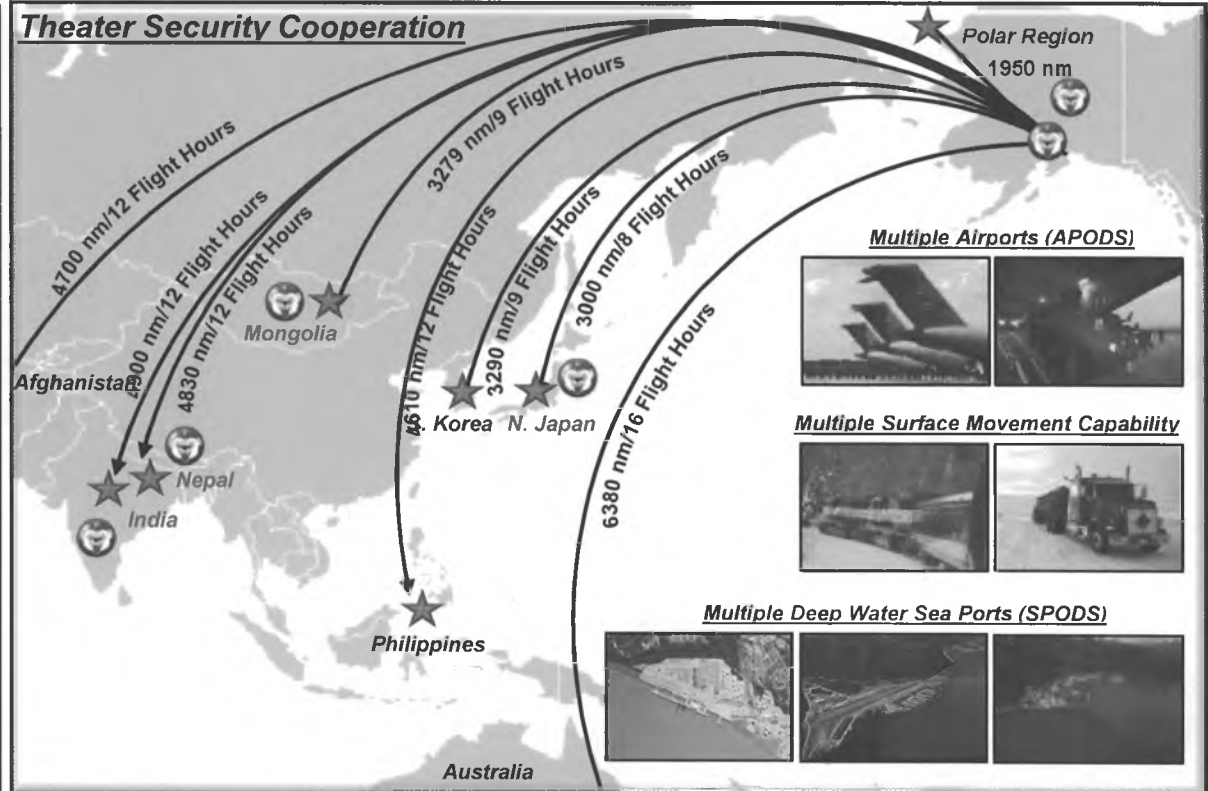 Theater Security Cooperation
Polar Region
1950 nm
4700 nm/12 Flight Hours
nm/12 Flight Hours
4830 nm/12 Flight Hours
3279 nm/9 Flight Hours
4610 nm/12 Flight Hours
3290 nm/9 Flight Hours
3000 nm/8 Flight Hours
6380 nm/16 Flight Hours
Mongolia
Afghanistan
Korea
N. Japan
Nepal
India
Philippines
Australia
Multiple Airports (APODS)
Multiple Surface Movement Capability
Multiple Deep Water Sea Ports (SPODS)